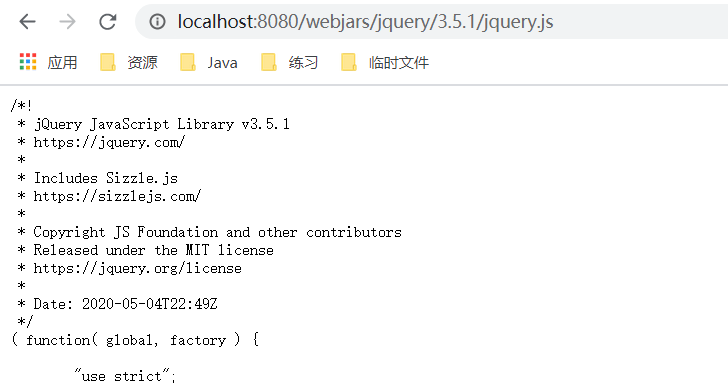 localhost:8080/webjars/jquery/3.5.1/jquery.js
应用 资源 Java 练习 临时文件
/*!
 * jQuery JavaScript Library v3.5.1
 * https://jquery.com/
 *
 * Includes Sizzle.js
 * https://sizzlejs.com/
 *
 * Copyright JS Foundation and other contributors
 * Released under the MIT license
 * https://jquery.org/license
 *
 * Date: 2020-05-04T22:49Z
 */
( function( global, factory ) {
"use strict";